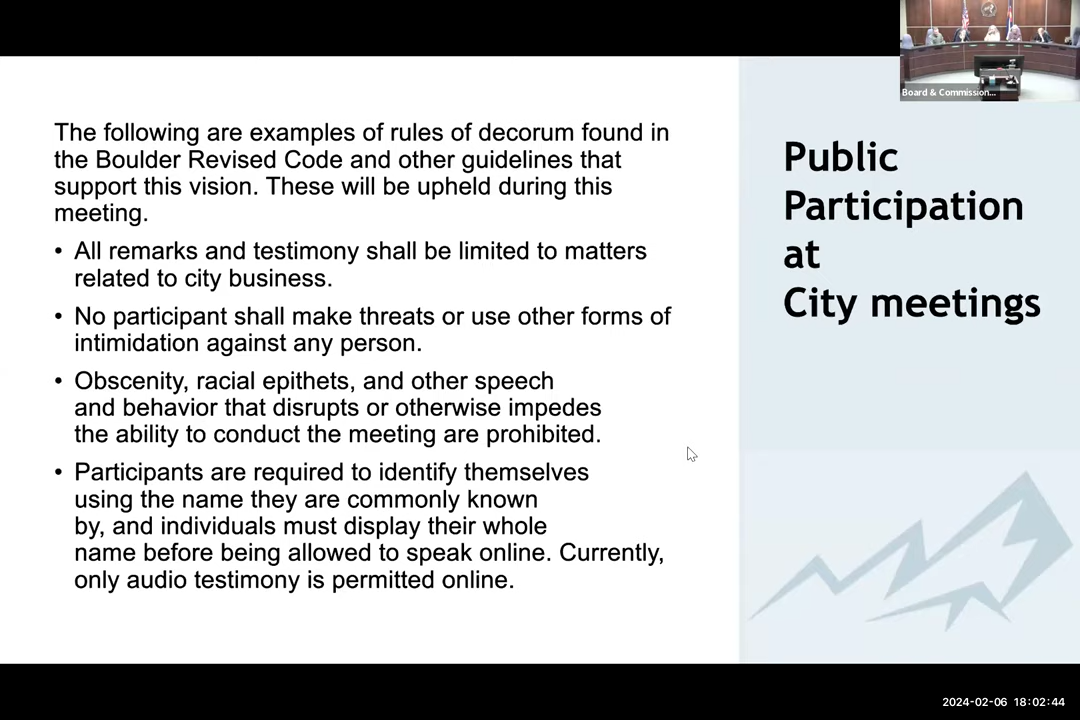 Board & Commission...
The following are examples of rules of decorum found in
the Boulder Revised Code and other guidelines that
support this vision. These will be upheld during this
meeting.
• All remarks and testimony shall be limited to matters
related to city business.
• No participant shall make threats or use other forms of
intimidation against any person.
• Obscenity, racial epithets, and other speech
and behavior that disrupts or otherwise impedes
the ability to conduct the meeting are prohibited.
• Participants are required to identify themselves
using the name they are commonly known
by, and individuals must display their whole
name before being allowed to speak online. Currently,
only audio testimony is permitted online.
Public
Participation
at
City meetings
2024-02-06 18:02:44